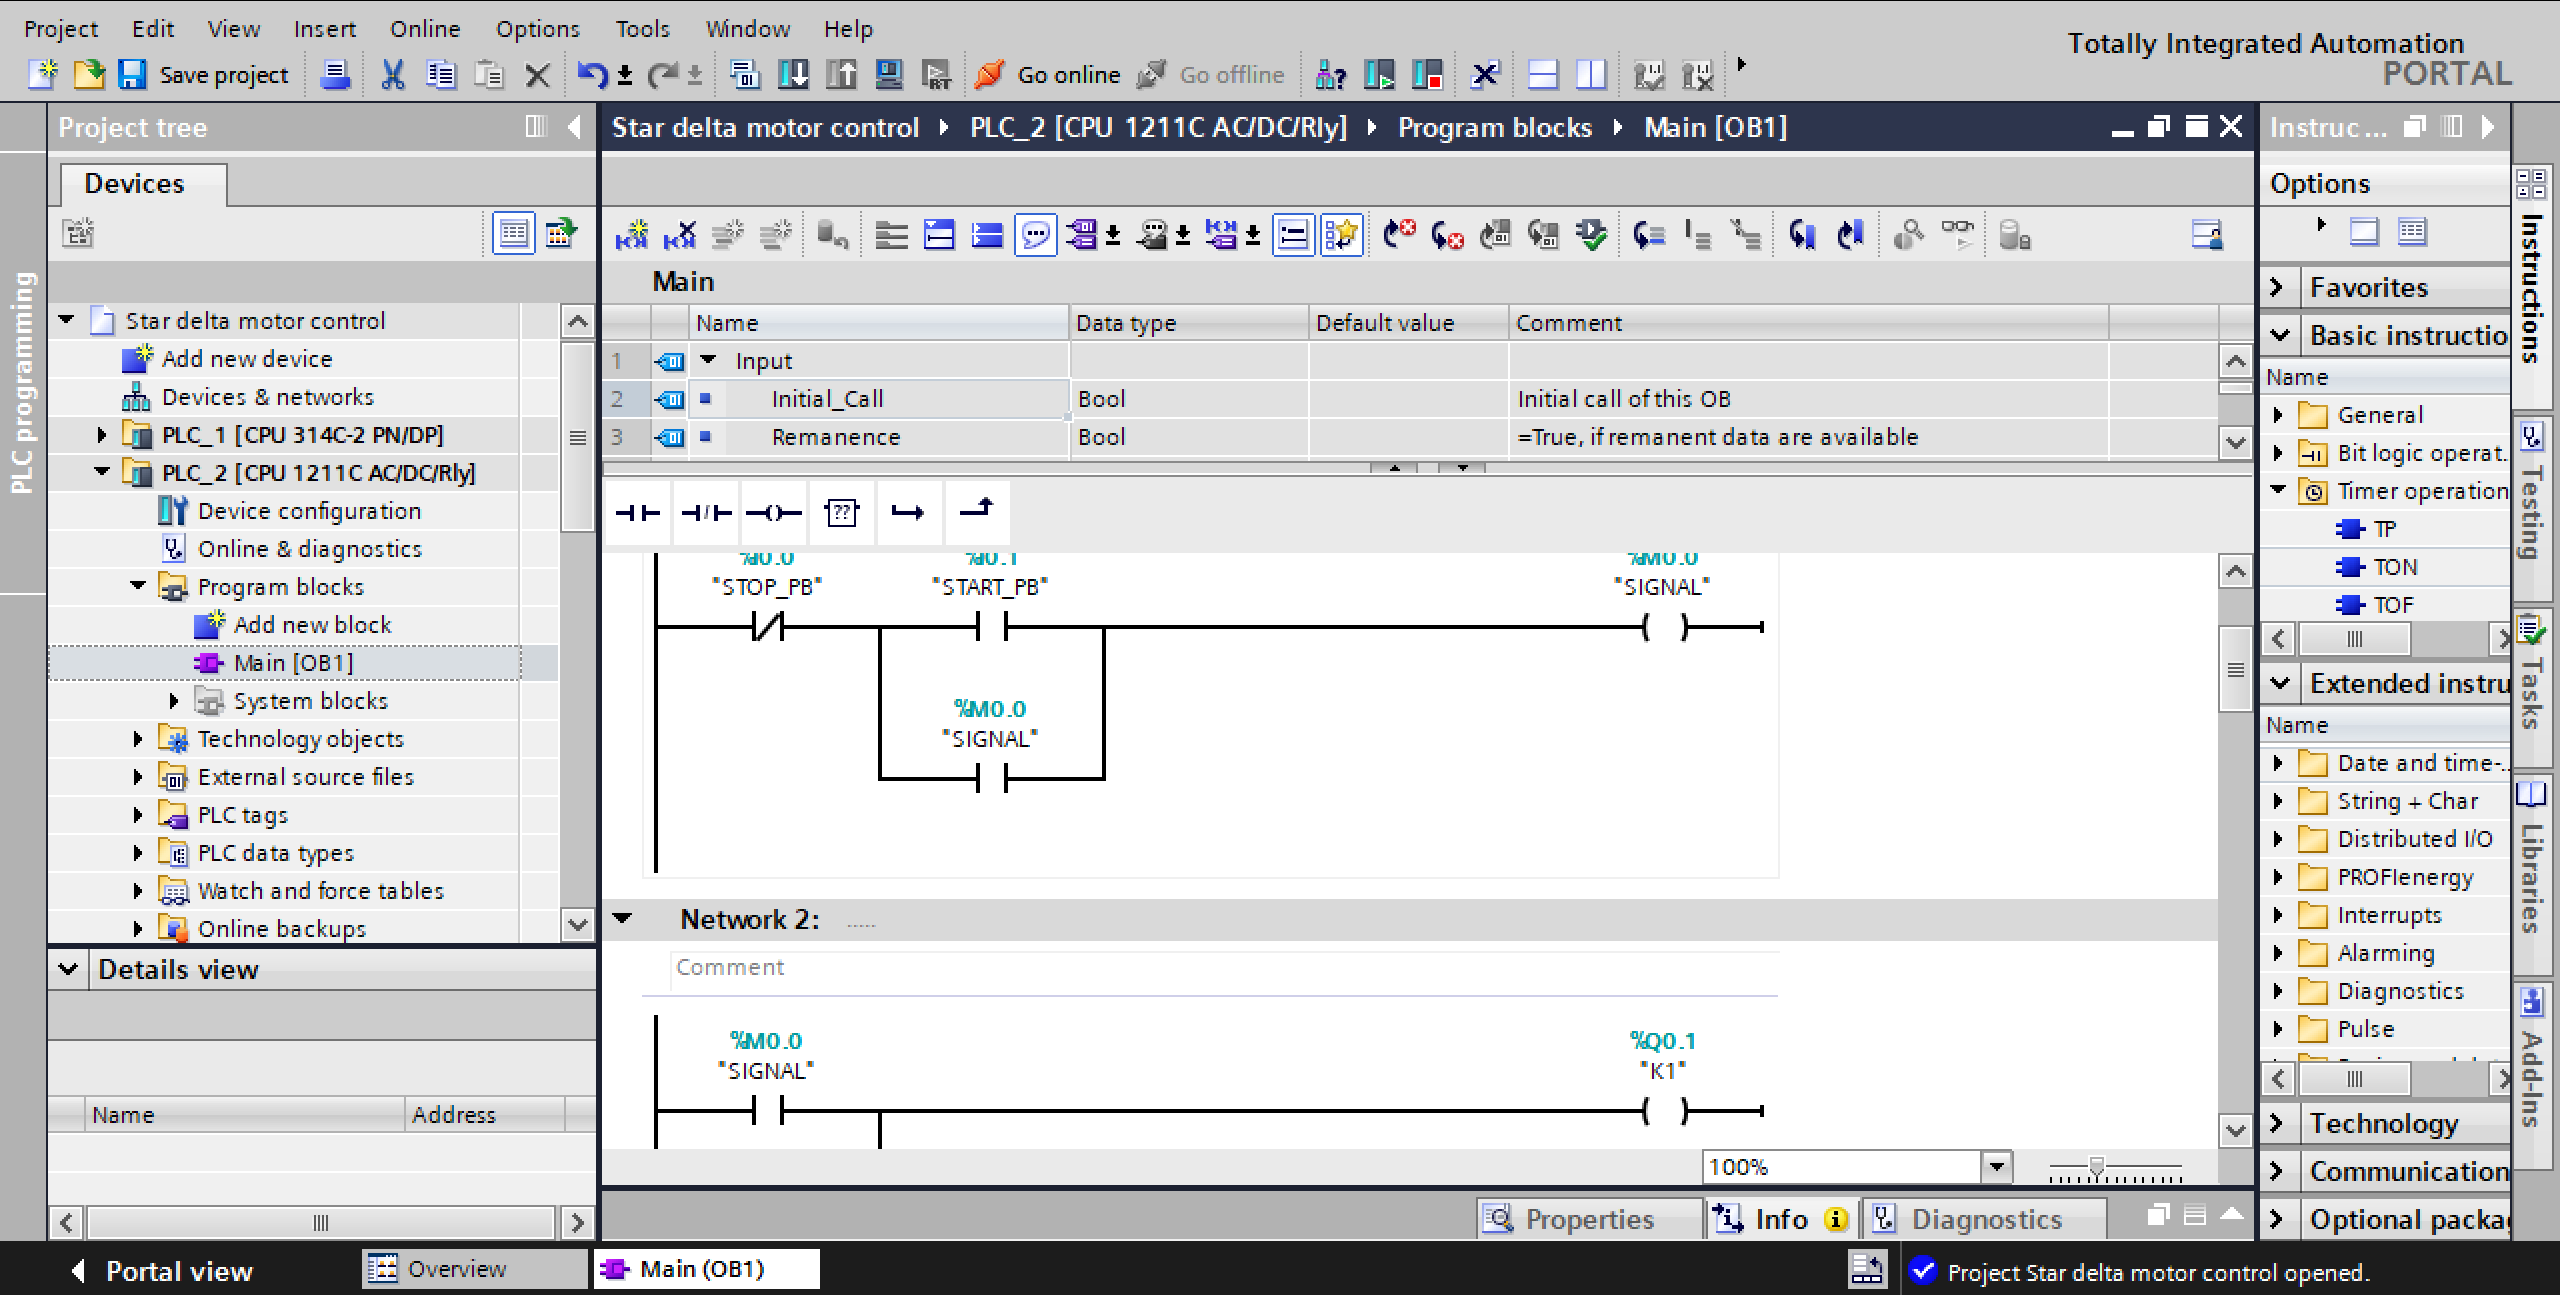 Project Edit View Insert Online Options Tools Window Help
Totally Integrated Automation
PORTAL
Save project Go online Go offline
Project tree
Star delta motor control PLC_2 [CPU 1211C AC/DC/Rly] Program blocks Main [OB1]
Instruc...
Devices
Options
PLC programming
Star delta motor control
Add new device
Devices & networks
PLC_1 [CPU 314C-2 PN/DP]
PLC_2 [CPU 1211C AC/DC/Rly]
Device configuration
Online & diagnostics
Program blocks
Add new block
Main [OB1]
System blocks
Technology objects
External source files
PLC tags
PLC data types
Watch and force tables
Online backups
Details view
Name Address
Main
Name Data type Default value Comment
1 Input
2 Initial_Call Bool Initial call of this OB
3 Remanence Bool =True, if remanent data are available
??
%I0.0 %I0.1 %M0.0
"STOP_PB" "START_PB" "SIGNAL"
%M0.0
"SIGNAL"
Network 2: .....
Comment
%M0.0 %Q0.1
"SIGNAL" "K1"
100%
Properties Info Diagnostics
Favorites
Basic instructio
Name
General
Bit logic operat.
Timer operation
TP
TON
TOF
Extended instru
Name
Date and time-..
String + Char
Distributed I/O
PROFIenergy
Interrupts
Alarming
Diagnostics
Pulse
Technology
Communication
Optional packa
Instructions
Testing
Tasks
Libraries
Add-Ins
Portal view Overview Main (OB1) Project Star delta motor control opened.